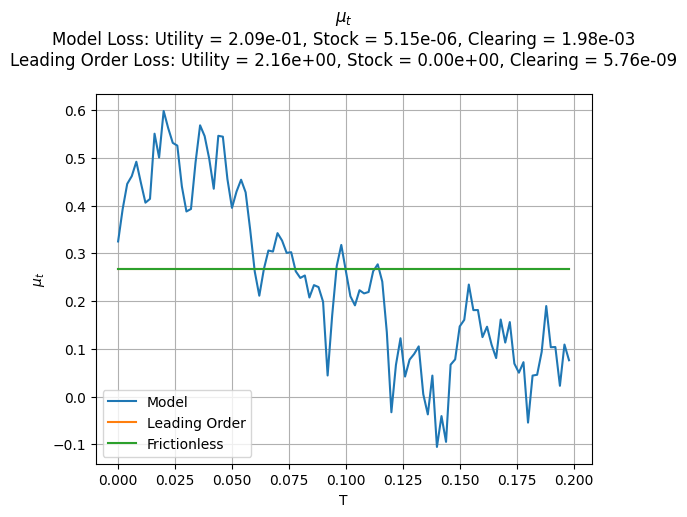 μₜ
Model Loss: Utility = 2.09e-01, Stock = 5.15e-06, Clearing = 1.98e-03
Leading Order Loss: Utility = 2.16e+00, Stock = 0.00e+00, Clearing = 5.76e-09
0.6
0.5
0.4
0.3
0.2
0.1
0.0
−0.1
μₜ
Model
Leading Order
Frictionless
0.000
0.025
0.050
0.075
0.100
0.125
0.150
0.175
0.200
T